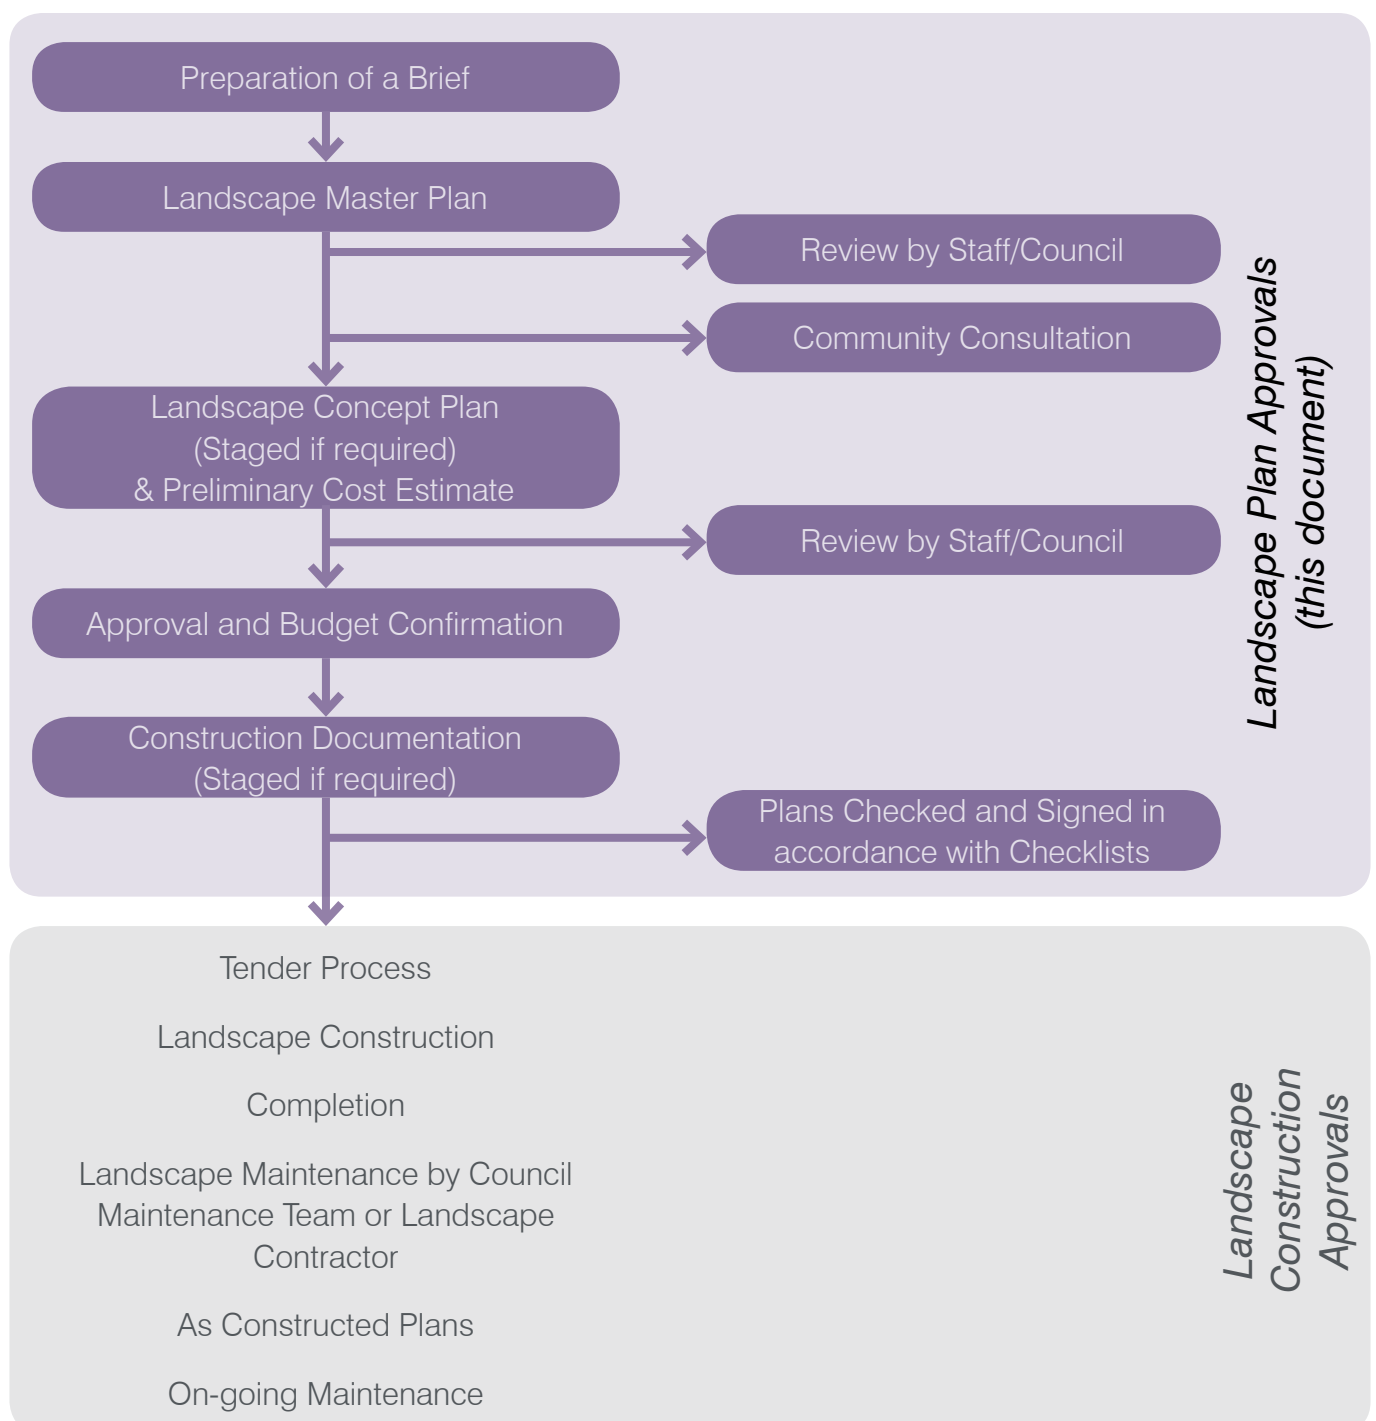 Preparation of a Brief
Landscape Master Plan
Review by Staff/Council
Community Consultation
Landscape Concept Plan
(Staged if required)
& Preliminary Cost Estimate
Review by Staff/Council
Approval and Budget Confirmation
Construction Documentation
(Staged if required)
Plans Checked and Signed in
accordance with Checklists
Landscape Plan Approvals
(this document)
Tender Process
Landscape Construction
Completion
Landscape Maintenance by Council
Maintenance Team or Landscape
Contractor
As Constructed Plans
On-going Maintenance
Landscape
Construction
Approvals